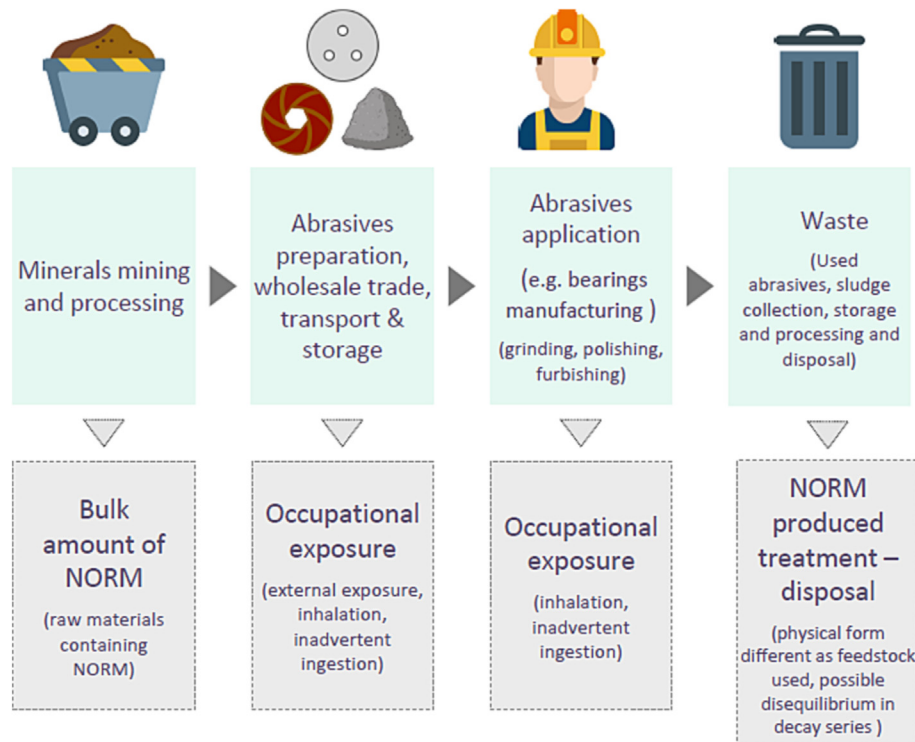 Minerals mining
and processing
Abrasives
preparation,
wholesale trade,
transport &
storage
Abrasives
application
(e.g. bearings
manufacturing )
(grinding, polishing,
furbishing)
Waste
(Used
abrasives, sludge
collection, storage
and processing and
disposal)
Bulk
amount of
NORM
(raw materials
containing
NORM)
Occupational
exposure
(external exposure,
inhalation,
inadvertent
ingestion)
Occupational
exposure
(inhalation,
inadvertent
ingestion)
NORM
produced
treatment –
disposal
(physical form
different as feedstock
used, possible
disequilibrium in
decay series )